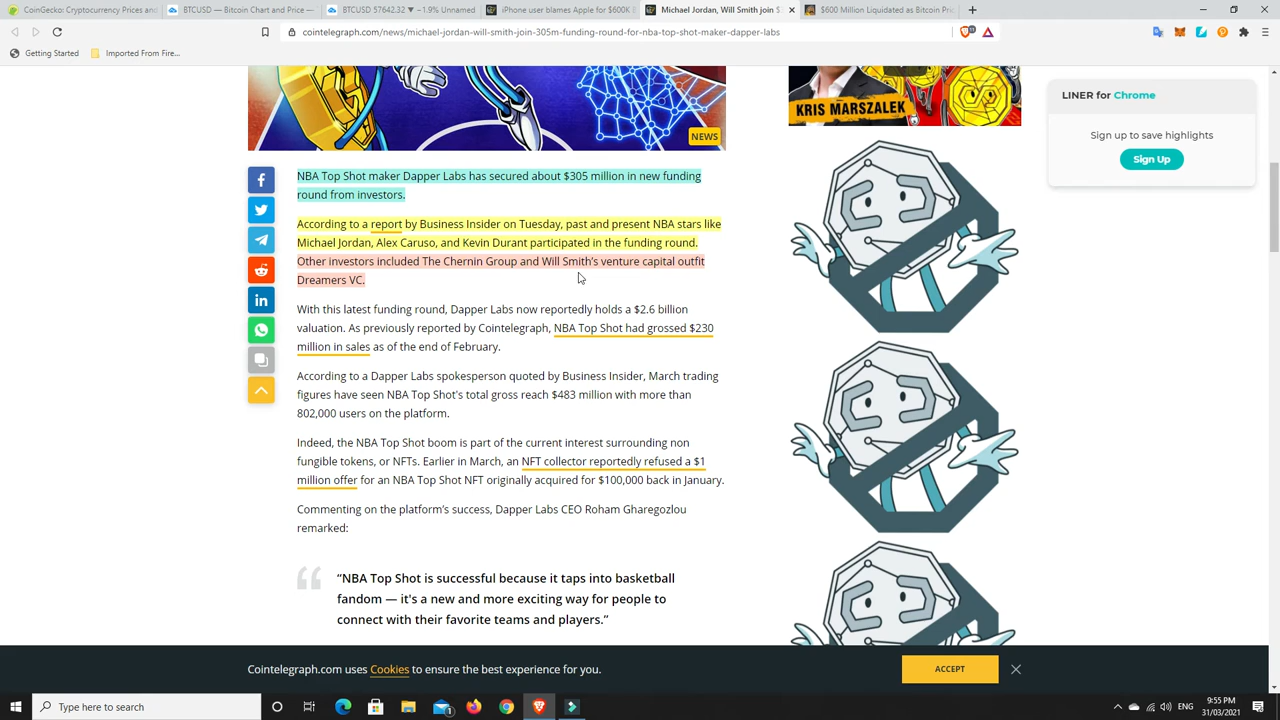 CoinGecko: Cryptocurrency Prices and
BTCUSD — Bitcoin Chart and Price —
BTCUSD 57642.32 ▼ −1.9% Unnamed
iPhone user blames Apple for $600K
Michael Jordan, Will Smith join $
$600 Million Liquidated as Bitcoin Pri
cointelegraph.com/news/michael-jordan-will-smith-join-305m-funding-round-for-nba-top-shot-maker-dapper-labs
Getting Started
Imported From Fire...
KRIS MARSZALEK
NEWS
LINER for Chrome
Sign up to save highlights
Sign Up
NBA Top Shot maker Dapper Labs has secured about $305 million in new funding
round from investors.
According to a report by Business Insider on Tuesday, past and present NBA stars like
Michael Jordan, Alex Caruso, and Kevin Durant participated in the funding round.
Other investors included The Chernin Group and Will Smith's venture capital outfit
Dreamers VC.
With this latest funding round, Dapper Labs now reportedly holds a $2.6 billion
valuation. As previously reported by Cointelegraph, NBA Top Shot had grossed $230
million in sales as of the end of February.
According to a Dapper Labs spokesperson quoted by Business Insider, March trading
figures have seen NBA Top Shot's total gross reach $483 million with more than
802,000 users on the platform.
Indeed, the NBA Top Shot boom is part of the current interest surrounding non
fungible tokens, or NFTs. Earlier in March, an NFT collector reportedly refused a $1
million offer for an NBA Top Shot NFT originally acquired for $100,000 back in January.
Commenting on the platform's success, Dapper Labs CEO Roham Gharegozlou
remarked:
“NBA Top Shot is successful because it taps into basketball
fandom — it's a new and more exciting way for people to
connect with their favorite teams and players.”
Cointelegraph.com uses Cookies to ensure the best experience for you.
ACCEPT
Type here to search
ENG
9:55 PM
31/03/2021